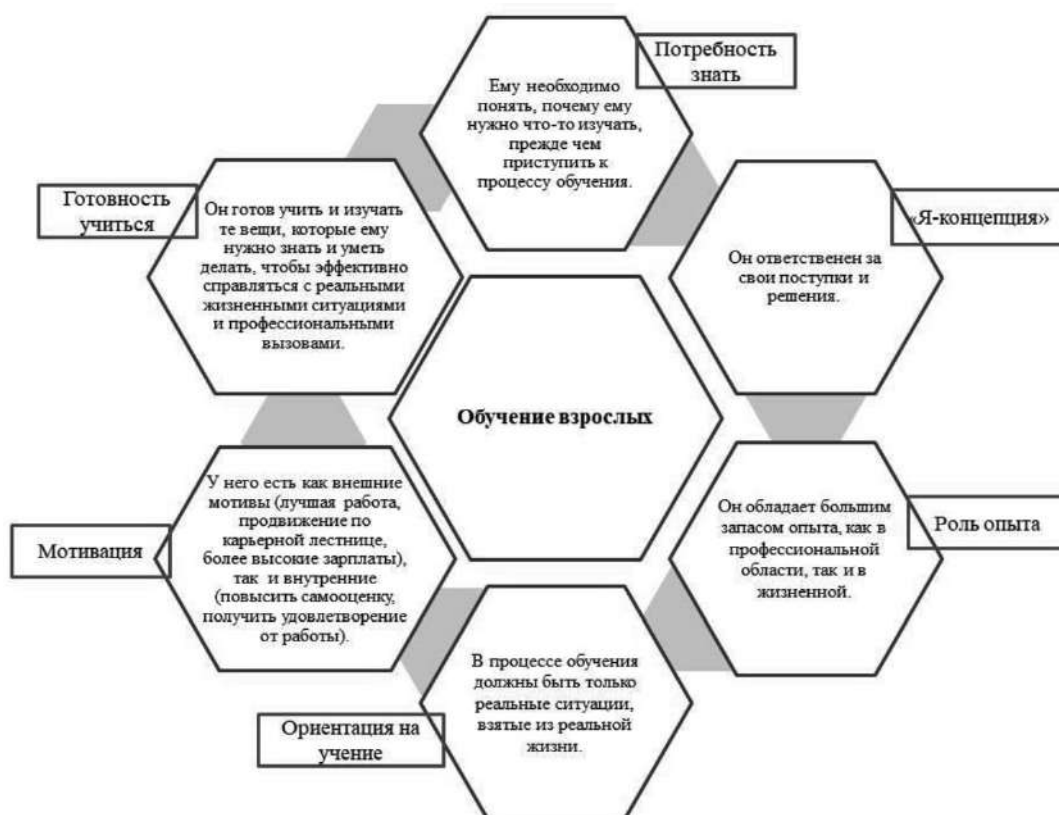 Потребность
знать
Ему необходимо
понять, почему ему
нужно что-то изучать,
прежде чем
приступить к
процессу обучения.
«Я-концепция»
Он ответственен за
свои поступки и
решения.
Роль опыта
Он обладает большим
запасом опыта, как в
профессиональной
области, так и в
жизненной.
Ориентация на
учение
В процессе обучения
должны быть только
реальные ситуации,
взятые из реальной
жизни.
Мотивация
У него есть как внешние
мотивы (лучшая работа,
продвижение по
карьерной лестнице,
более высокие зарплаты),
так и внутренние
(повысить самооценку,
получить удовлетворение
от работы).
Готовность
учиться
Он готов учить и изучать
те вещи, которые ему
нужно знать и уметь
делать, чтобы эффективно
справляться с реальными
жизненными ситуациями
и профессиональными
вызовами.
Обучение взрослых